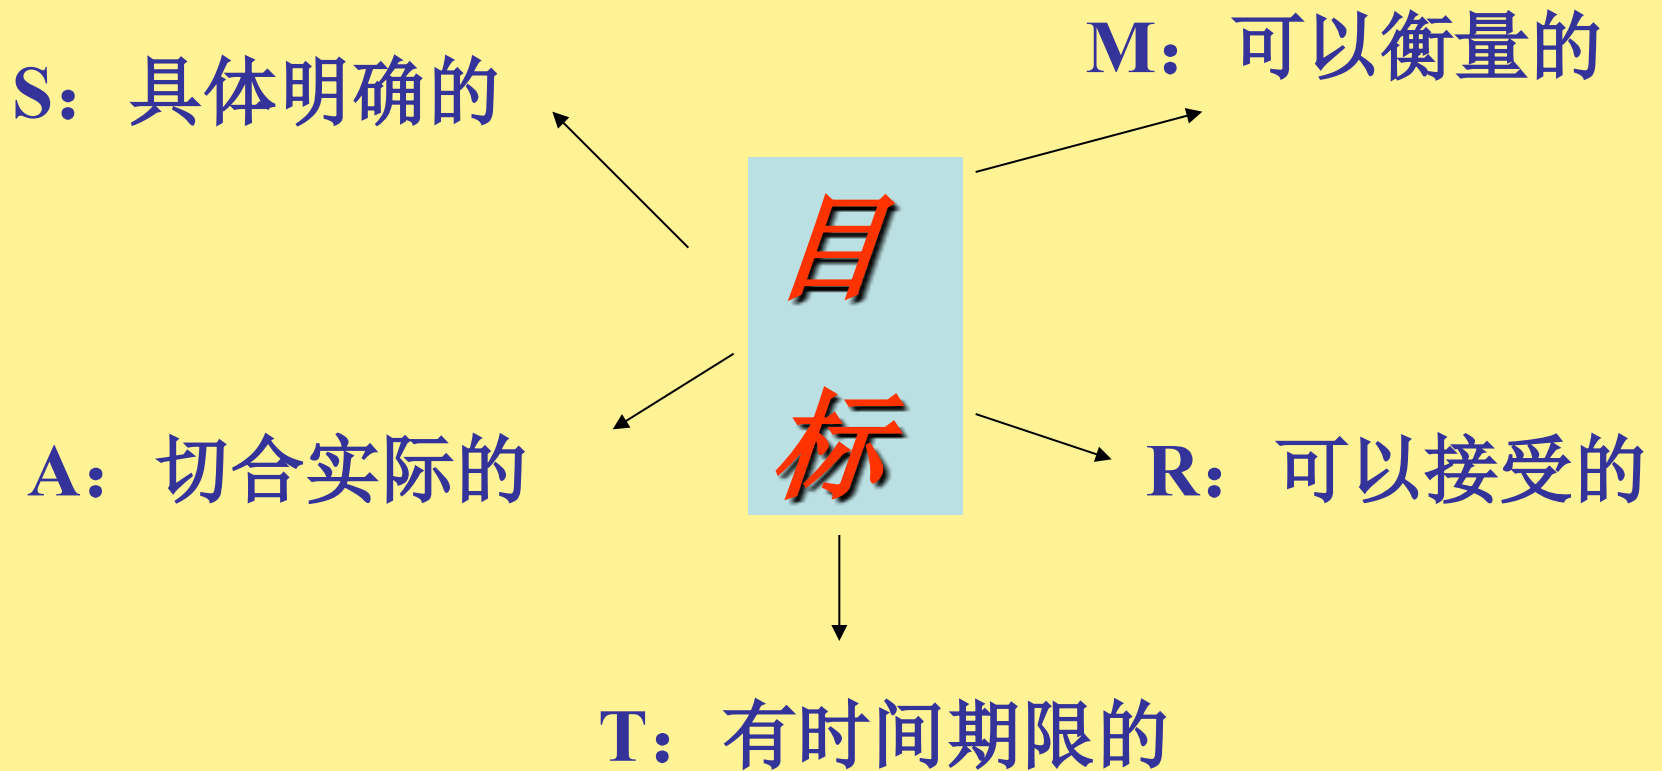 S：具体明确的
M：可以衡量的
目
标
A：切合实际的
R：可以接受的
T：有时间期限的